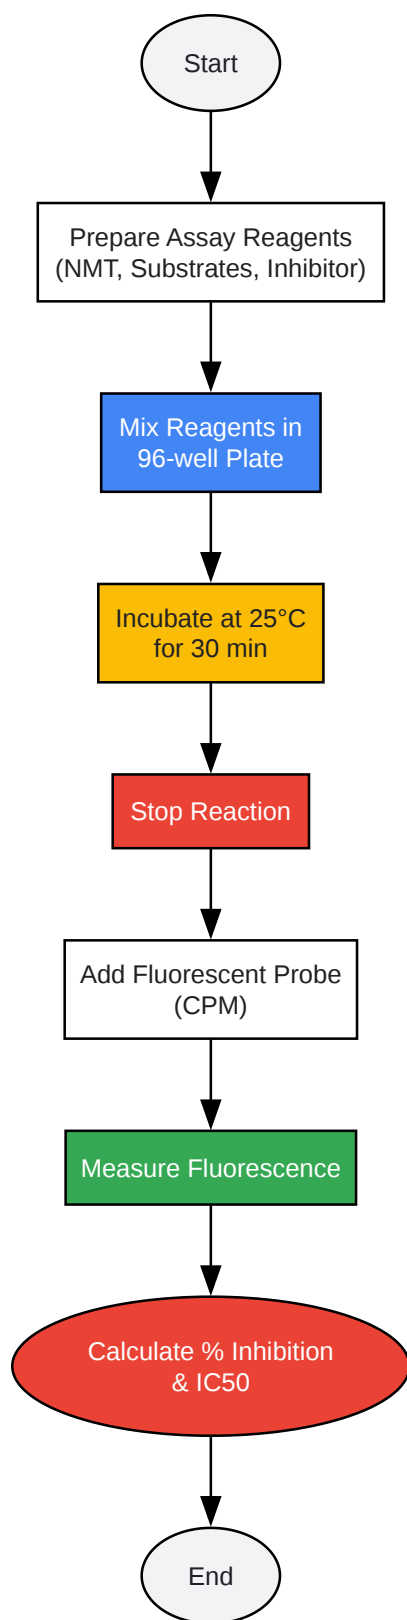 Start
Prepare Assay Reagents
(NMT, Substrates, Inhibitor)
Mix Reagents in
96-well Plate
Incubate at 25°C
for 30 min
Stop Reaction
Add Fluorescent Probe
(CPM)
Measure Fluorescence
Calculate % Inhibition
& IC50
End